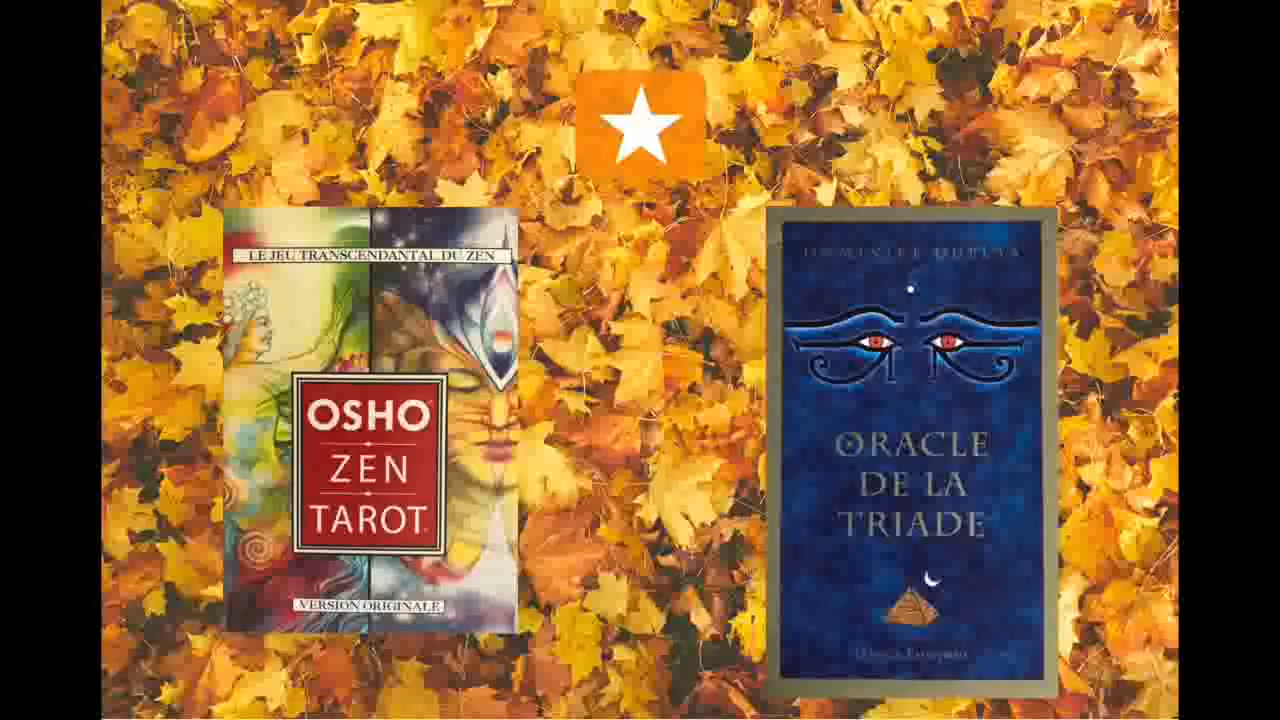 LE JEU TRANSCENDANTAL DU ZEN
OSHO
ZEN
TAROT
VERSION ORIGINALE
ORACLE
DE LA
TRIADE